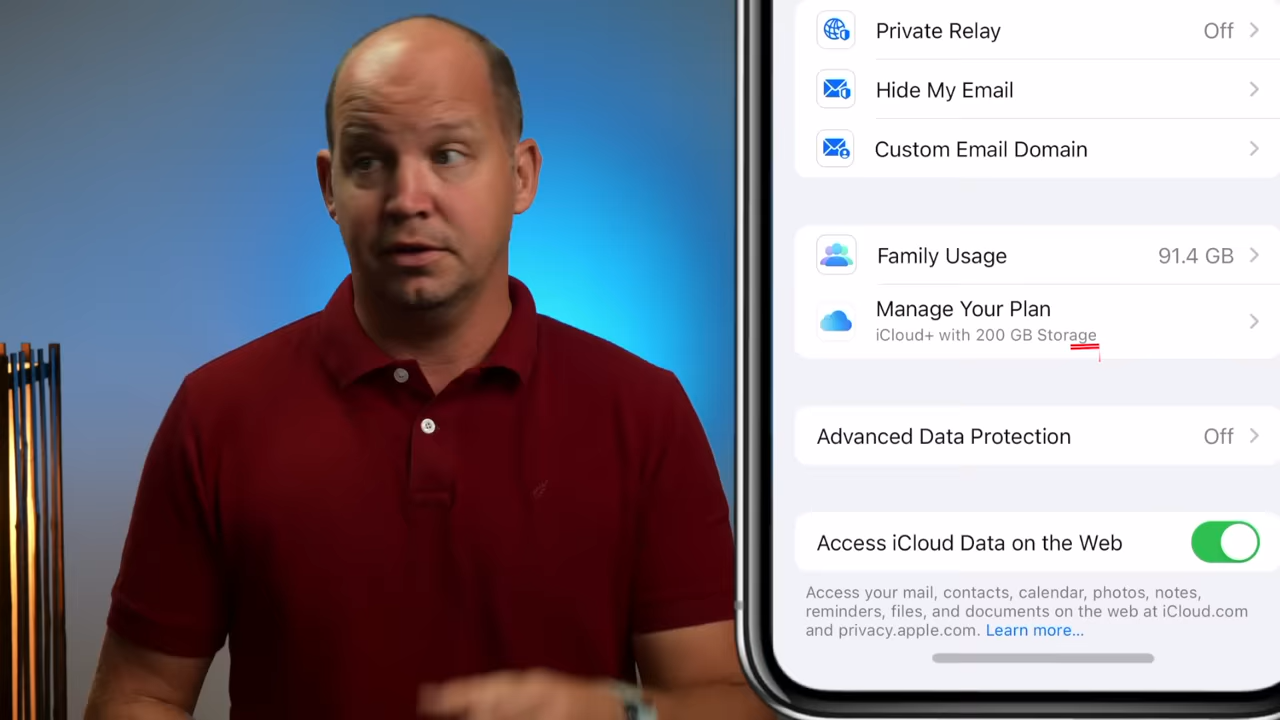 Private Relay Off
Hide My Email
Custom Email Domain
Family Usage 91.4 GB
Manage Your Plan
iCloud+ with 200 GB Storage
Advanced Data Protection Off
Access iCloud Data on the Web
Access your mail, contacts, calendar, photos, notes,
reminders, files, and documents on the web at iCloud.com
and privacy.apple.com. Learn more...